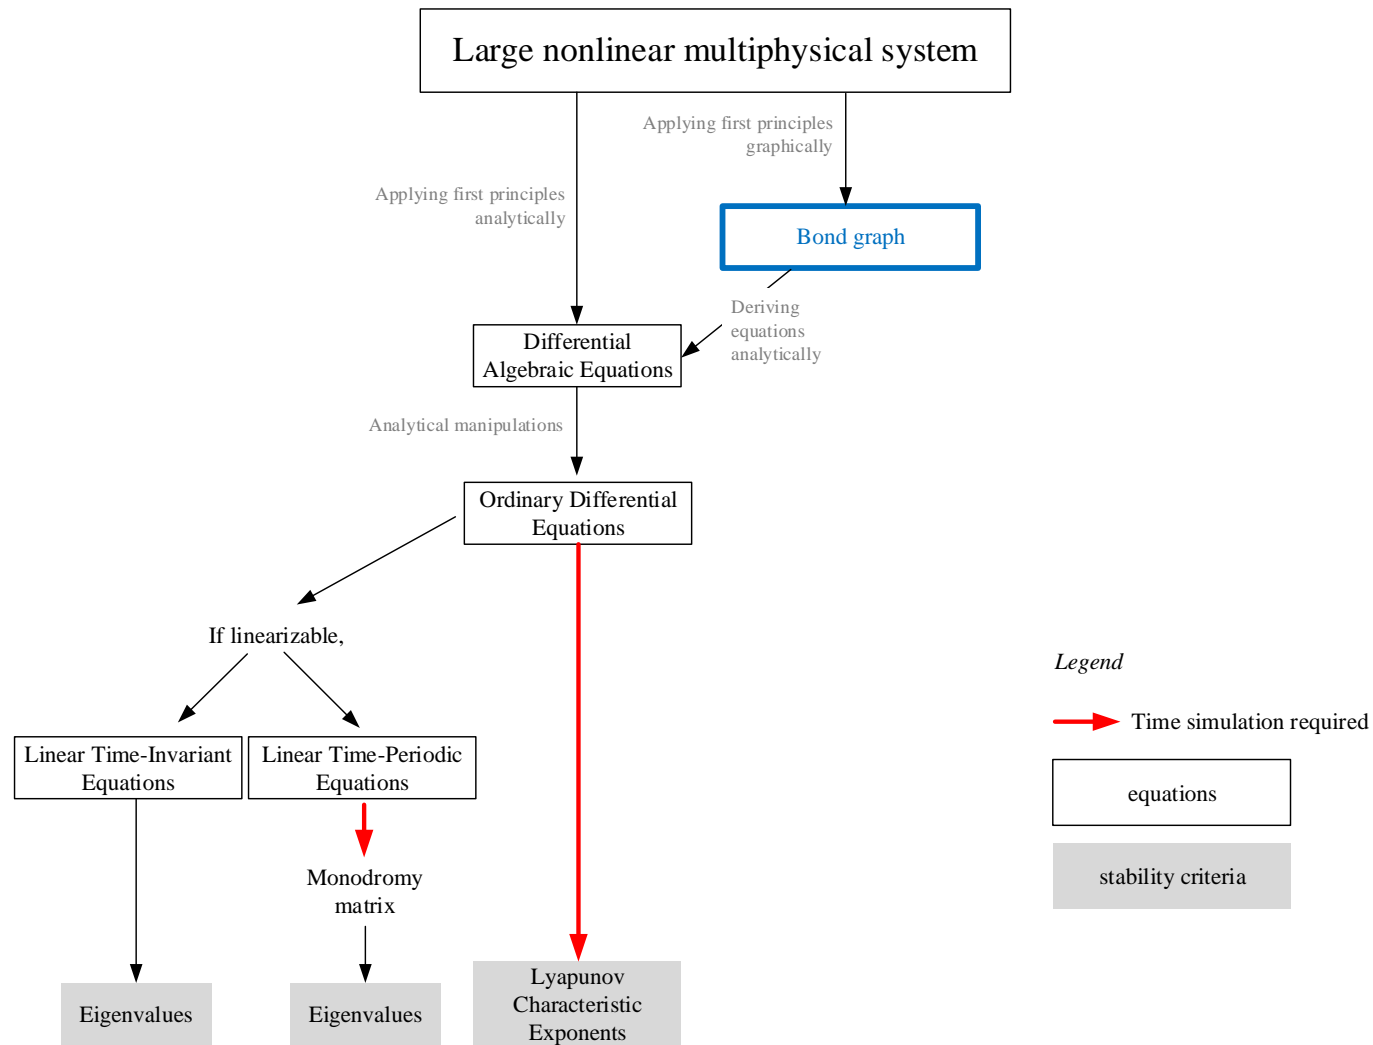 Large nonlinear multiphysical system
Applying first principles
graphically
Applying first principles
analytically
Bond graph
Deriving
equations
analytically
Differential
Algebraic Equations
Analytical manipulations
Ordinary Differential
Equations
If linearizable,
Legend
Time simulation required
Linear Time-Invariant
Equations
Linear Time-Periodic
Equations
equations
Monodromy
matrix
stability criteria
Eigenvalues
Eigenvalues
Lyapunov
Characteristic
Exponents